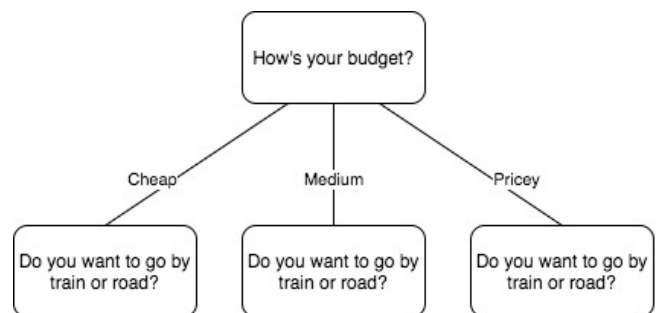 How's your budget?
Cheap
Medium
Pricey
Do you want to go by
train or road?
Do you want to go by
train or road?
Do you want to go by
train or road?